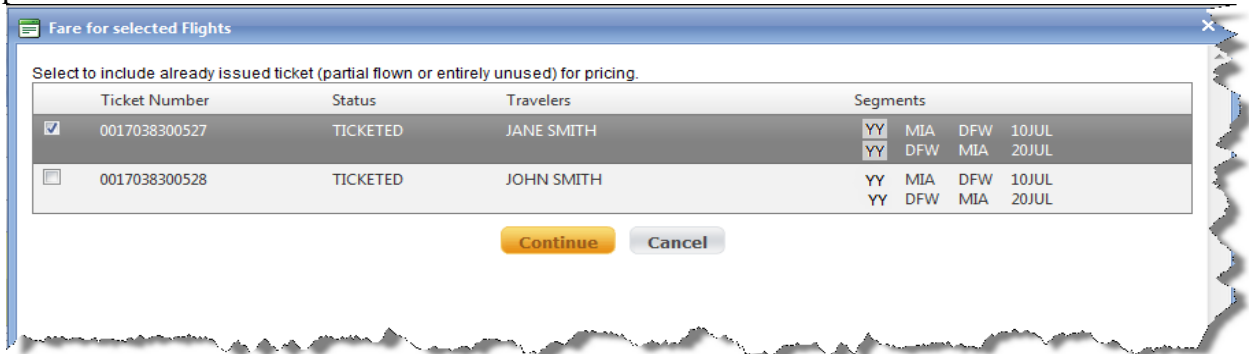 Fare for selected Flights
Select to include already issued ticket (partial flown or entirely unused) for pricing.
Ticket Number Status Travelers Segments
0017038300527 TICKETED JANE SMITH YY MIA DFW 10JUL
YY DFW MIA 20JUL
0017038300528 TICKETED JOHN SMITH YY MIA DFW 10JUL
YY DFW MIA 20JUL
Continue Cancel